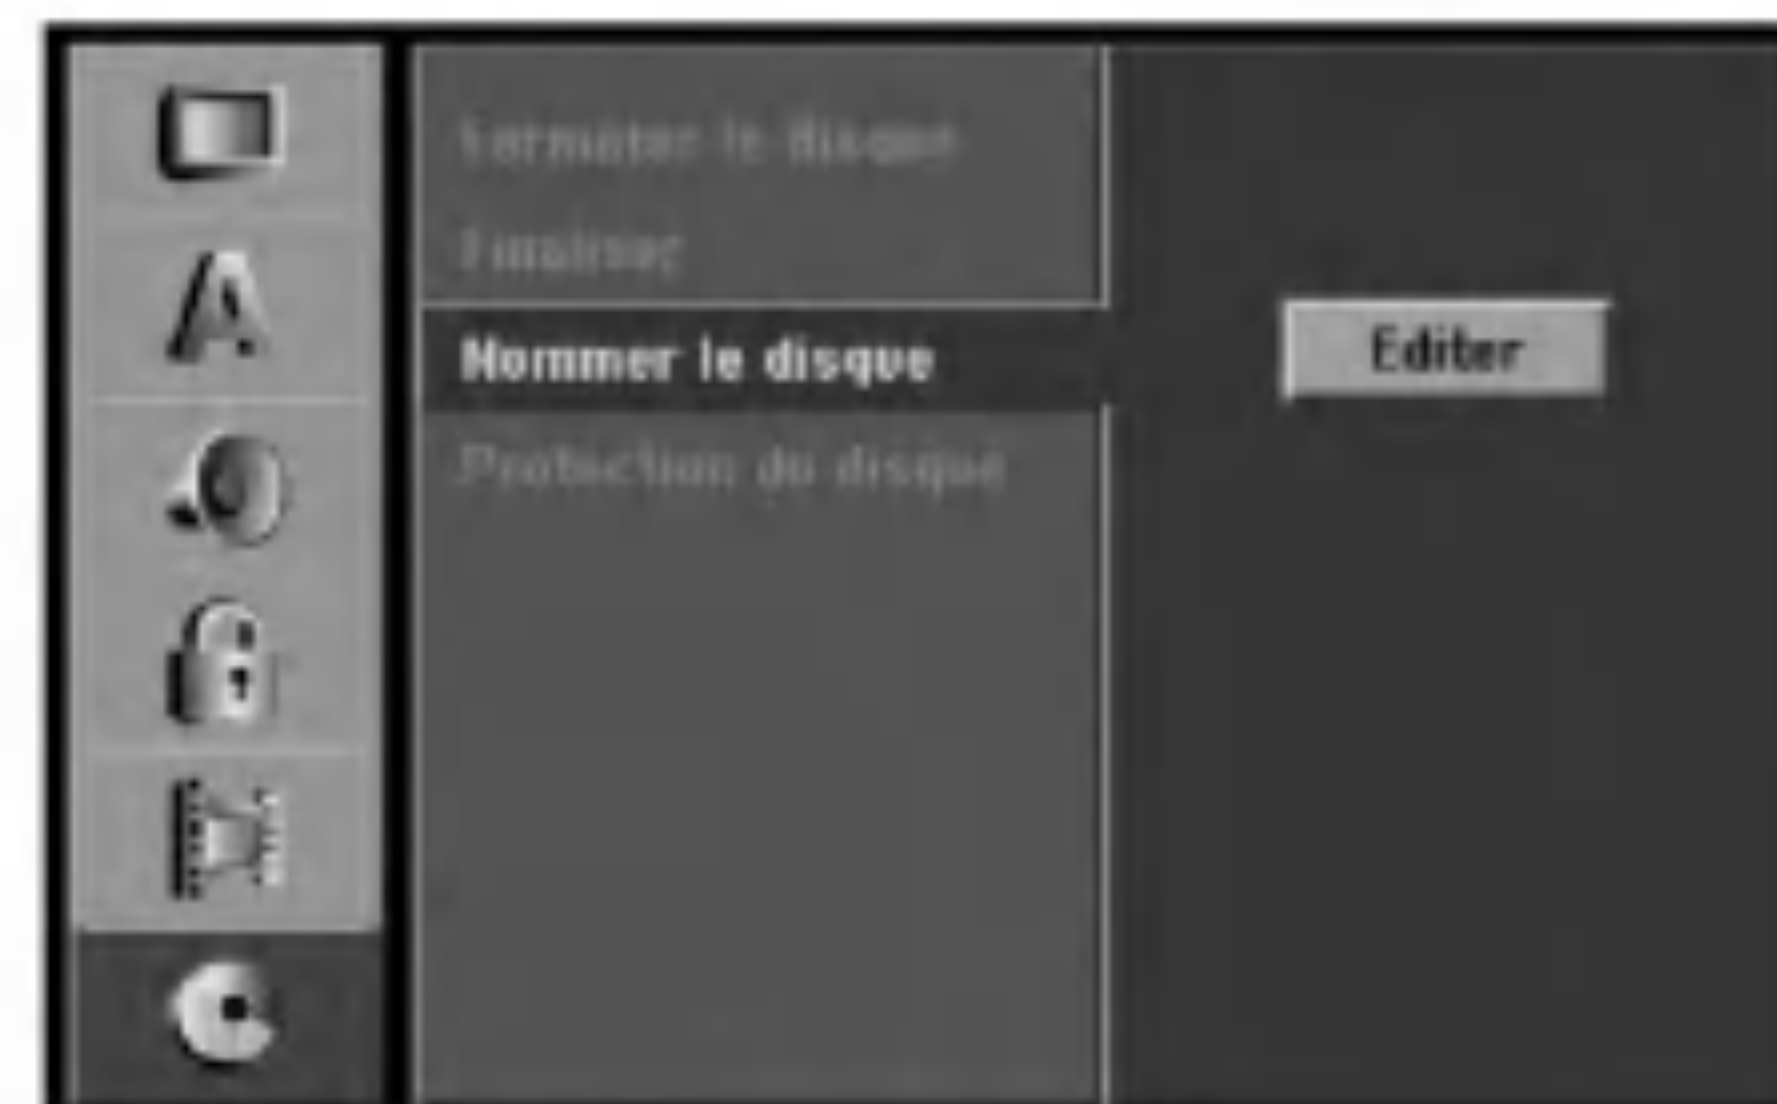 Formater le disque
Finaliser
Nommer le disque
Editer
Protection du disque